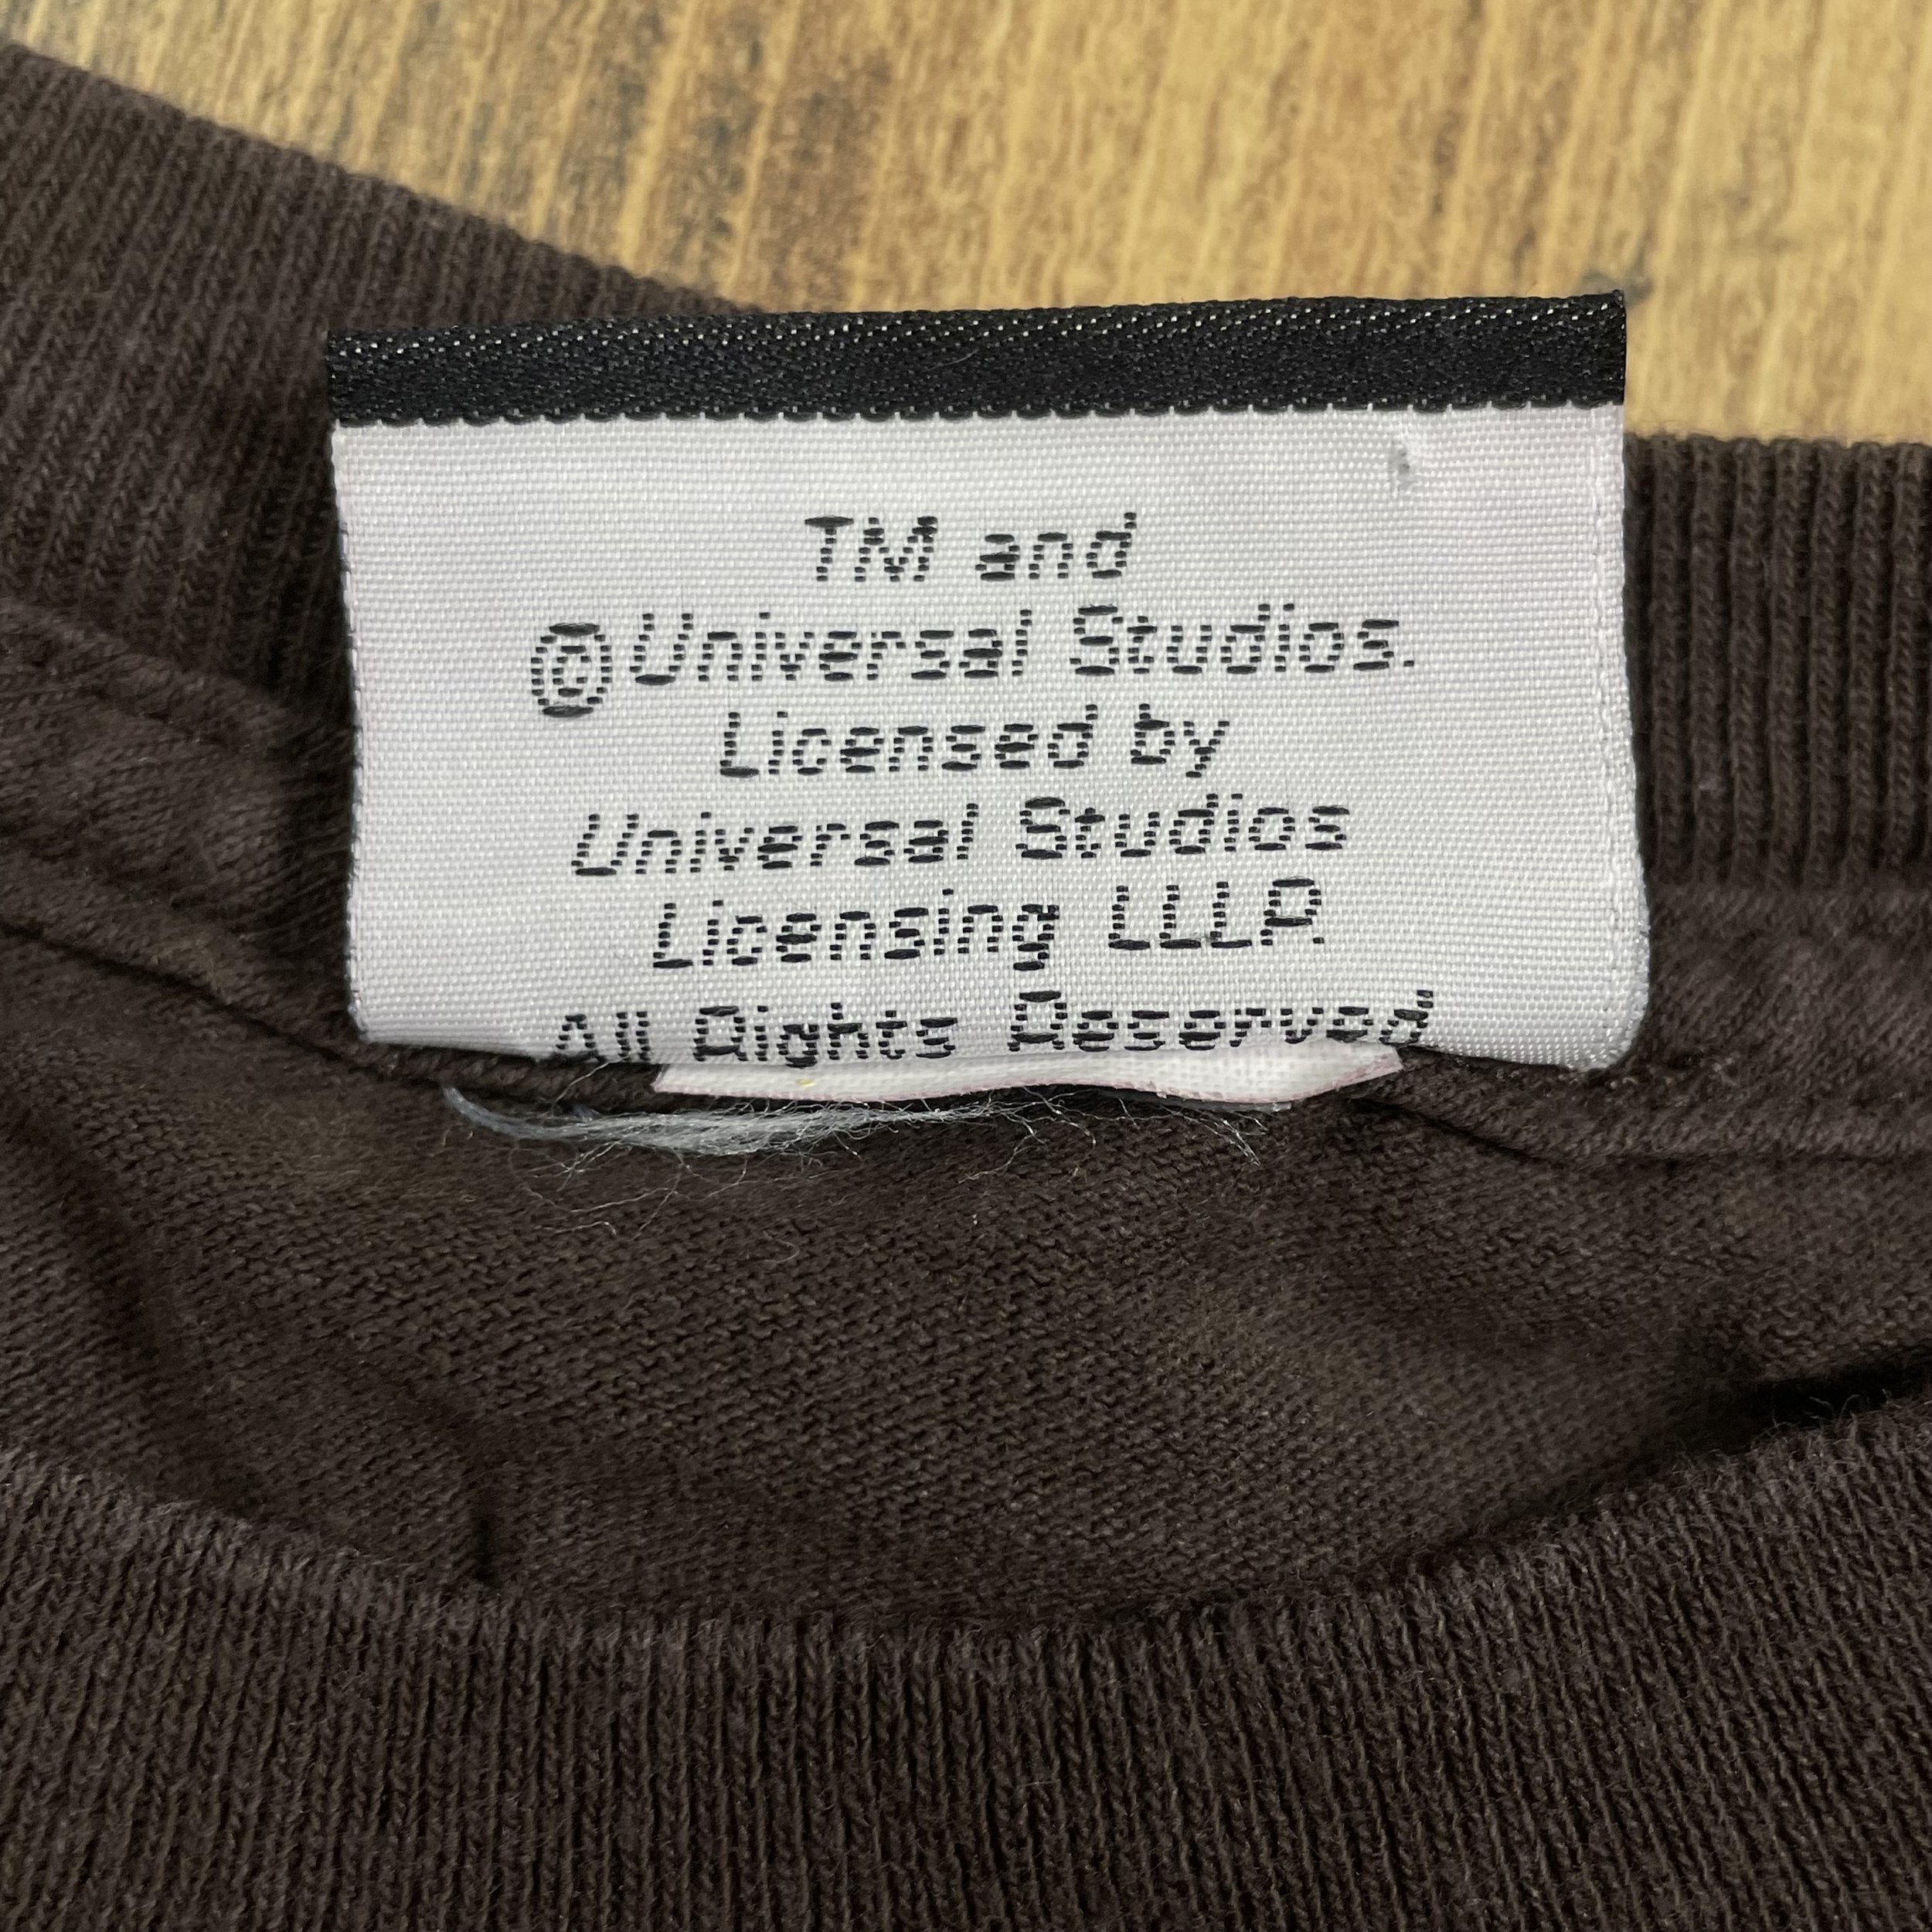 TM and
©Universal Studios.
Licensed by
Universal Studios
Licensing LLLP.
All Rights Reserved